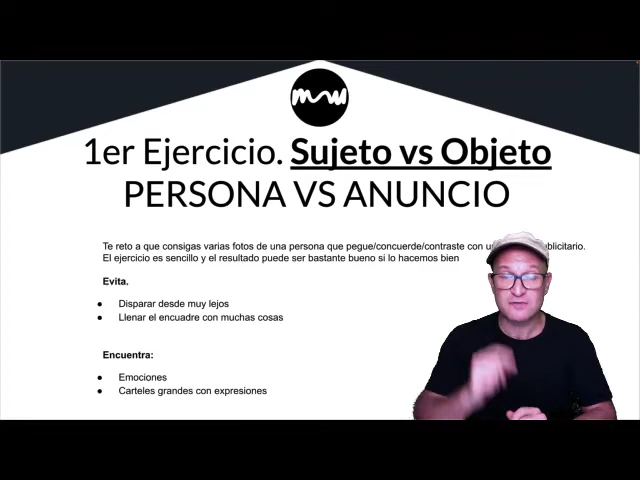 1er Ejercicio. Sujeto vs Objeto
PERSONA VS ANUNCIO
Te reto a que consigas varias fotos de una persona que pegue/concuerde/contraste con
El ejercicio es sencillo y el resultado puede ser bastante bueno si lo hacemos bien
Evita.
● Disparar desde muy lejos
● Llenar el encuadre con muchas cosas
Encuentra:
● Emociones
● Carteles grandes con expresiones